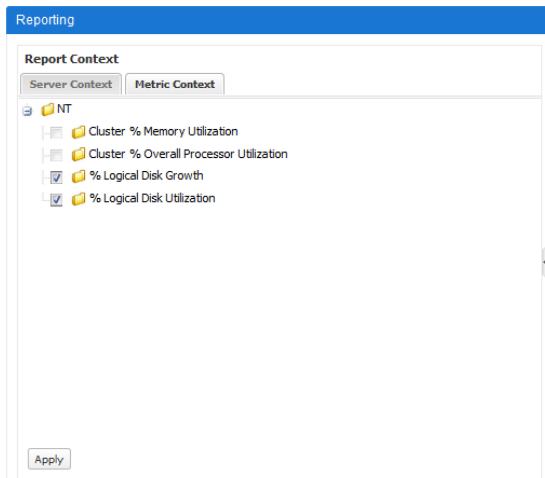 Reporting
Report Context
Server Context Metric Context
NT
Cluster % Memory Utilization
Cluster % Overall Processor Utilization
% Logical Disk Growth
% Logical Disk Utilization
Apply